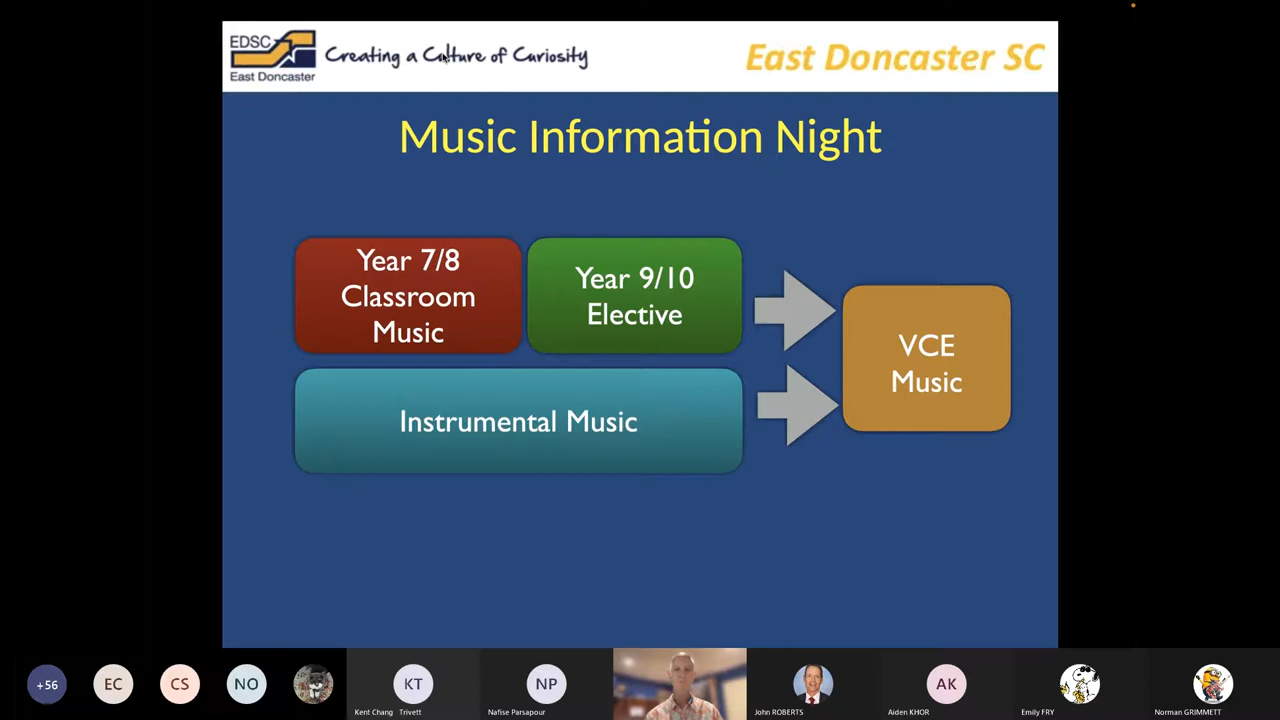 EDSC
East Doncaster
Creating a Culture of Curiosity
East Doncaster SC
Music Information Night
Year 7/8
Classroom
Music
Year 9/10
Elective
VCE
Music
Instrumental Music
+56
EC
CS
NO
KT
NP
AK
Kent Chang Trivett
Nafise Parsapour
John ROBERTS
Aiden KHOR
Emily FRY
Norman GRIMMETT